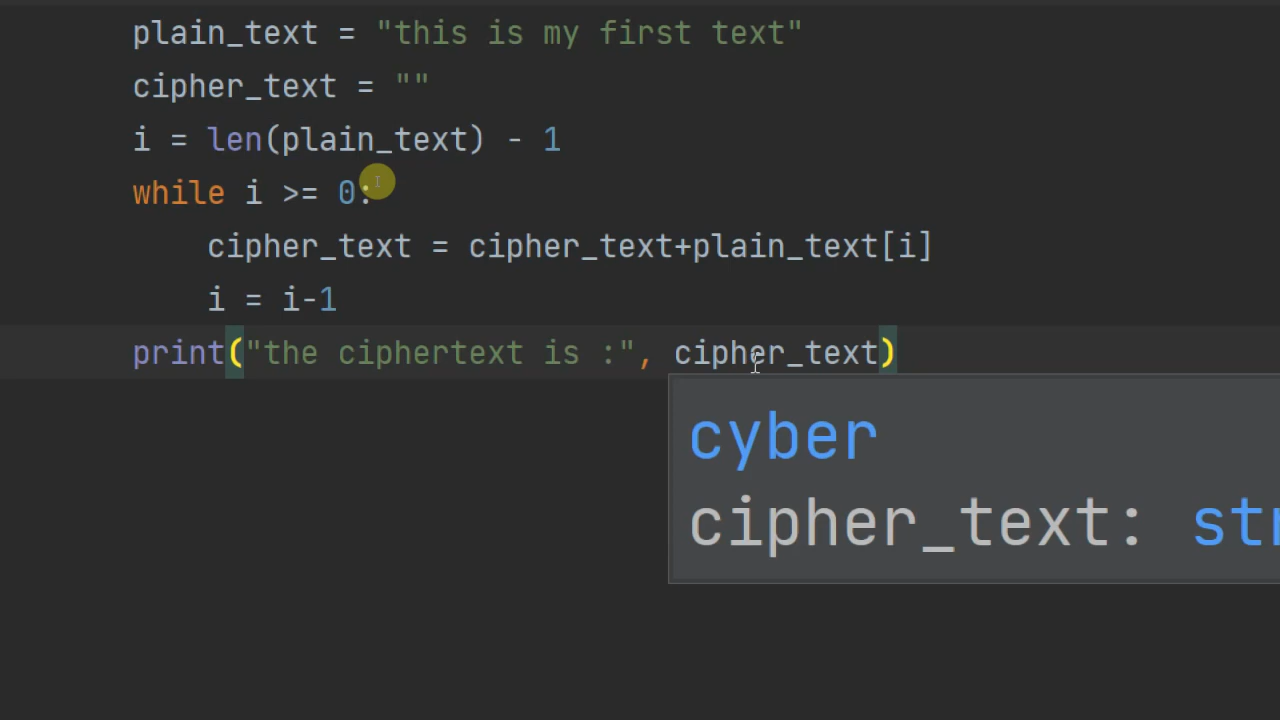 plain_text = "this is my first text"
cipher_text = ""
i = len(plain_text) - 1
while i >= 0:
    cipher_text = cipher_text+plain_text[i]
    i = i-1
print("the ciphertext is :", cipher_text)
cyber
cipher_text: str